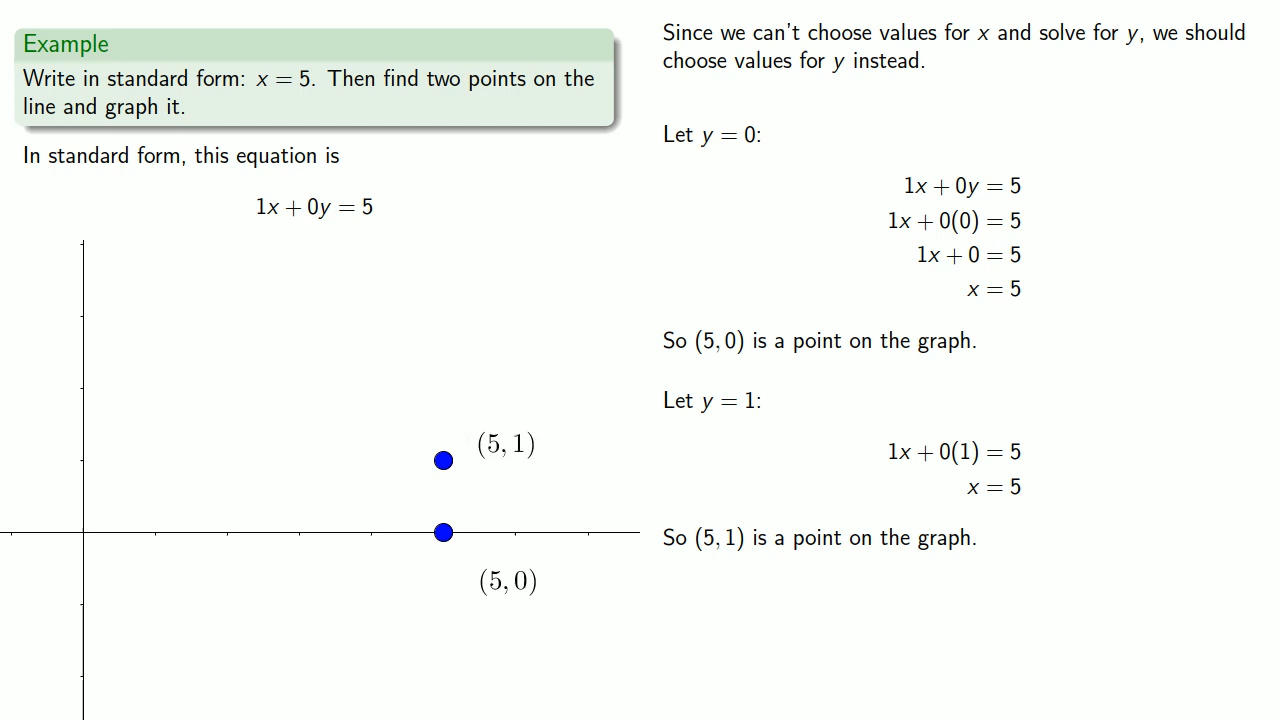 Example
Write in standard form: x = 5. Then find two points on the
line and graph it.
In standard form, this equation is
1x + 0y = 5
(5, 1)
(5, 0)
Since we can't choose values for x and solve for y, we should
choose values for y instead.
Let y = 0:
1x + 0y = 5
1x + 0(0) = 5
1x + 0 = 5
x = 5
So (5, 0) is a point on the graph.
Let y = 1:
1x + 0(1) = 5
x = 5
So (5, 1) is a point on the graph.